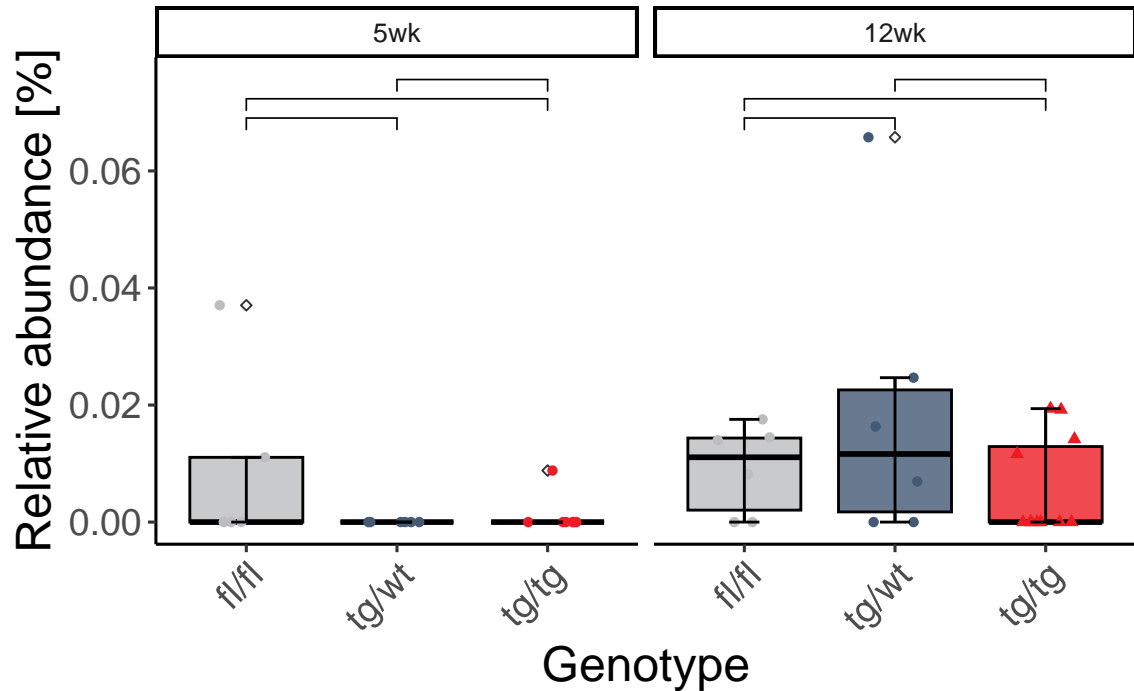 5wk
12wk
Relative abundance [%]
0.06
0.04
0.02
0.00
fl/fl
tg/wt
tg/tg
fl/fl
tg/wt
tg/tg
Genotype